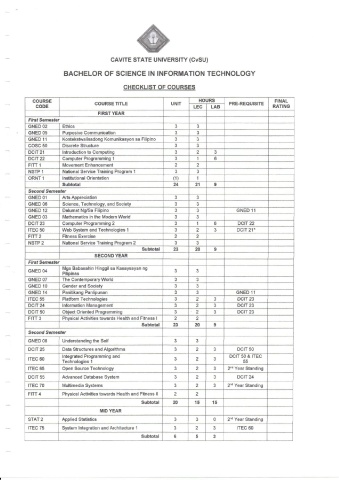 CAVITE STATE UNIVERSITY (CvSU)
BACHELOR OF SCIENCE IN INFORMATION TECHNOLOGY
CHECKLIST OF COURSES
COURSE CODE COURSE TITLE UNIT HOURS LEC LAB PRE-REQUISITE FINAL RATING
FIRST YEAR
First Semester
GNED 02 Ethics 3 3
GNED 05 Purposive Communication 3 3
GNED 11 Kontekstwalisadong Komunikasyon sa Filipino 3 3
COSC 50 Discrete Structure 3 3
DCIT 21 Introduction to Computing 3 2 3
DCIT 22 Computer Programming 1 3 1 6
FITT 1 Movement Enhancement 2 2
NSTP 1 National Service Training Program 1 3 3
ORNT 1 Institutional Orientation (1) 1
Subtotal 24 21 9
Second Semester
GNED 01 Arts Appreciation 3 3
GNED 06 Science, Technology, and Society 3 3
GNED 12 Dalumat Ng/Sa Filipino 3 3 GNED 11
GNED 03 Mathematics in the Modern World 3 3
DCIT 23 Computer Programming 2 3 1 6 DCIT 22
ITEC 50 Web System and Technologies 1 3 2 3 DCIT 21*
FITT 2 Fitness Exercise 2 2
NSTP 2 National Service Training Program 2 3 3
Subtotal 23 20 9
SECOND YEAR
First Semester
GNED 04 Mga Babasahin Hinggil sa Kasaysayan ng Pilipinas 3 3
GNED 07 The Contemporary World 3 3
GNED 10 Gender and Society 3 3
GNED 14 Panitikang Panlipunan 3 3 GNED 11
ITEC 55 Platform Technologies 3 2 3 DCIT 23
DCIT 24 Information Management 3 2 3 DCIT 23
DCIT 50 Object Oriented Programming 3 2 3 DCIT 23
FITT 3 Physical Activities towards Health and Fitness I 2 2
Subtotal 23 20 9
Second Semester
GNED 08 Understanding the Self 3 3
DCIT 25 Data Structures and Algorithms 3 2 3 DCIT 50
ITEC 60 Integrated Programming and Technologies 1 3 2 3 DCIT 50 & ITEC 55
ITEC 65 Open Source Technology 3 2 3 2nd Year Standing
DCIT 55 Advanced Database System 3 2 3 DCIT 24
ITEC 70 Multimedia Systems 3 2 3 2nd Year Standing
FITT 4 Physical Activities towards Health and Fitness II 2 2
Subtotal 20 15 15
MID YEAR
STAT 2 Applied Statistics 3 3 0 2nd Year Standing
ITEC 75 System Integration and Architecture 1 3 2 3 ITEC 60
Subtotal 6 5 3